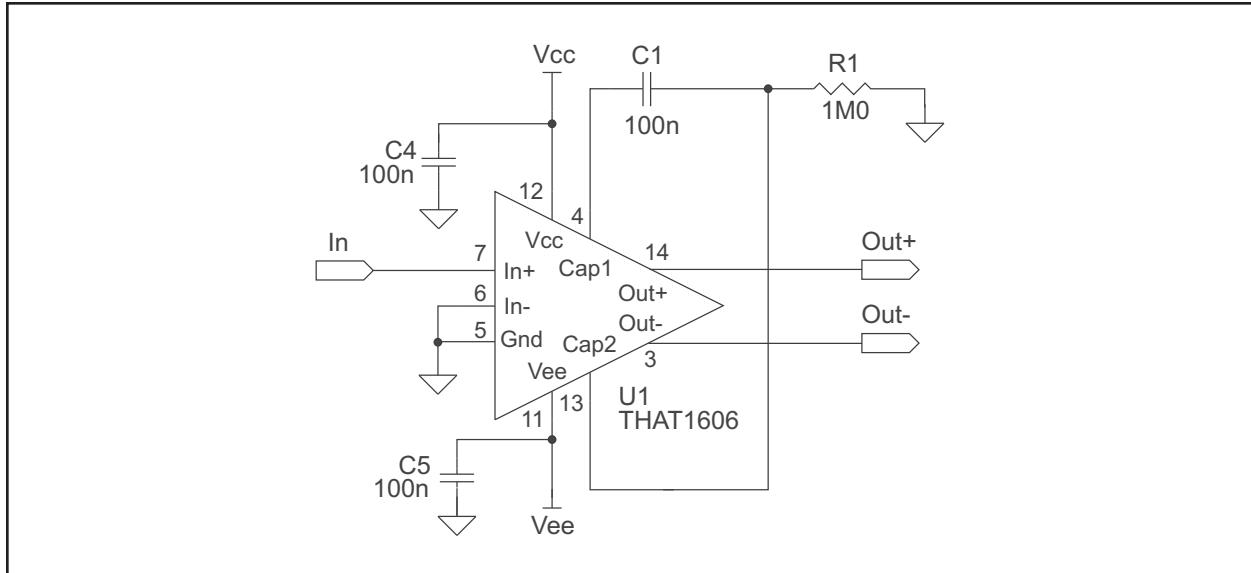 Vcc
C1
R1
100n
1M0
C4
100n
12
4
Vcc
In
7
In+
Cap1
14
Out+
Out+
6
In-
5
Gnd
Out-
Out-
Cap2
3
Vee
11
13
U1
THAT1606
C5
100n
Vee